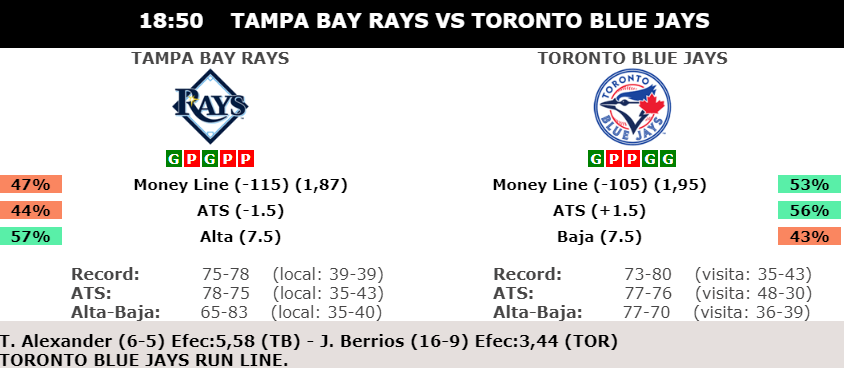 18:50 TAMPA BAY RAYS VS TORONTO BLUE JAYS
TAMPA BAY RAYS TORONTO BLUE JAYS
RAYS TORONTO BLUE JAYS
G P G P P G P P G G
47% Money Line (-115) (1,87) Money Line (-105) (1,95) 53%
44% ATS (-1.5) ATS (+1.5) 56%
57% Alta (7.5) Baja (7.5) 43%
Record: 75-78 (local: 39-39) Record: 73-80 (visita: 35-43)
ATS: 78-75 (local: 35-43) ATS: 77-76 (visita: 48-30)
Alta-Baja: 65-83 (local: 35-40) Alta-Baja: 77-70 (visita: 36-39)
T. Alexander (6-5) Efec:5,58 (TB) - J. Berrios (16-9) Efec:3,44 (TOR)
TORONTO BLUE JAYS RUN LINE.